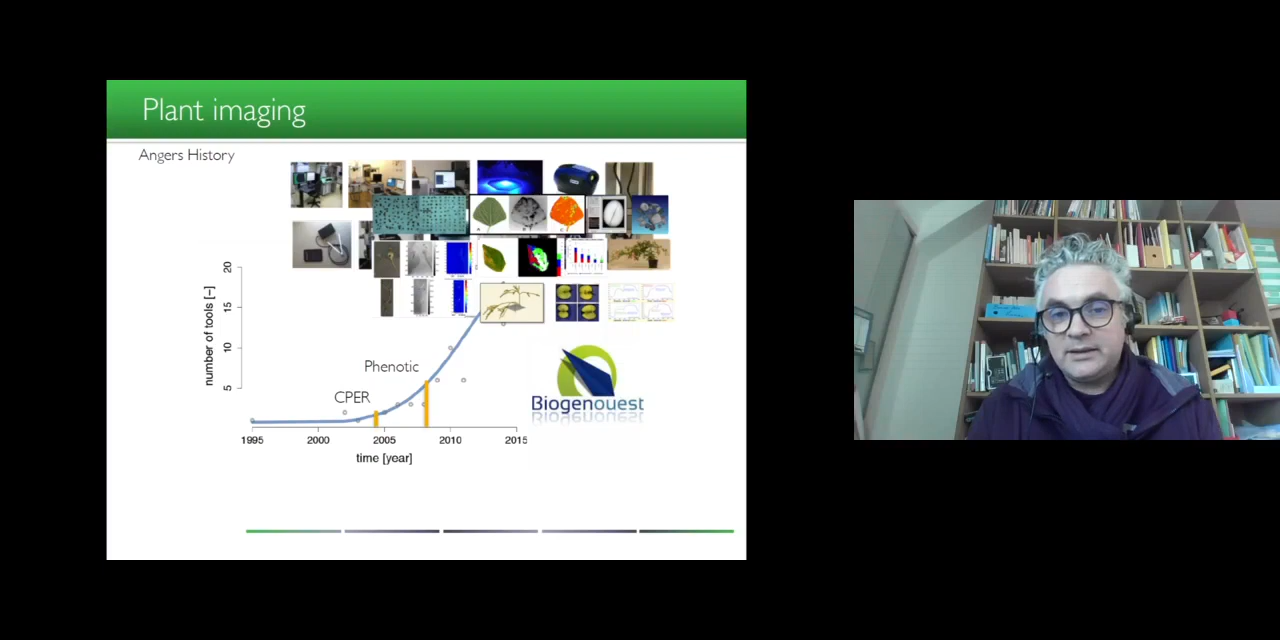 Plant imaging
Angers History
20
15
10
5
number of tools [–]
Phenotic
CPER
Biogenouest
1995
2000
2005
2010
2015
time [year]